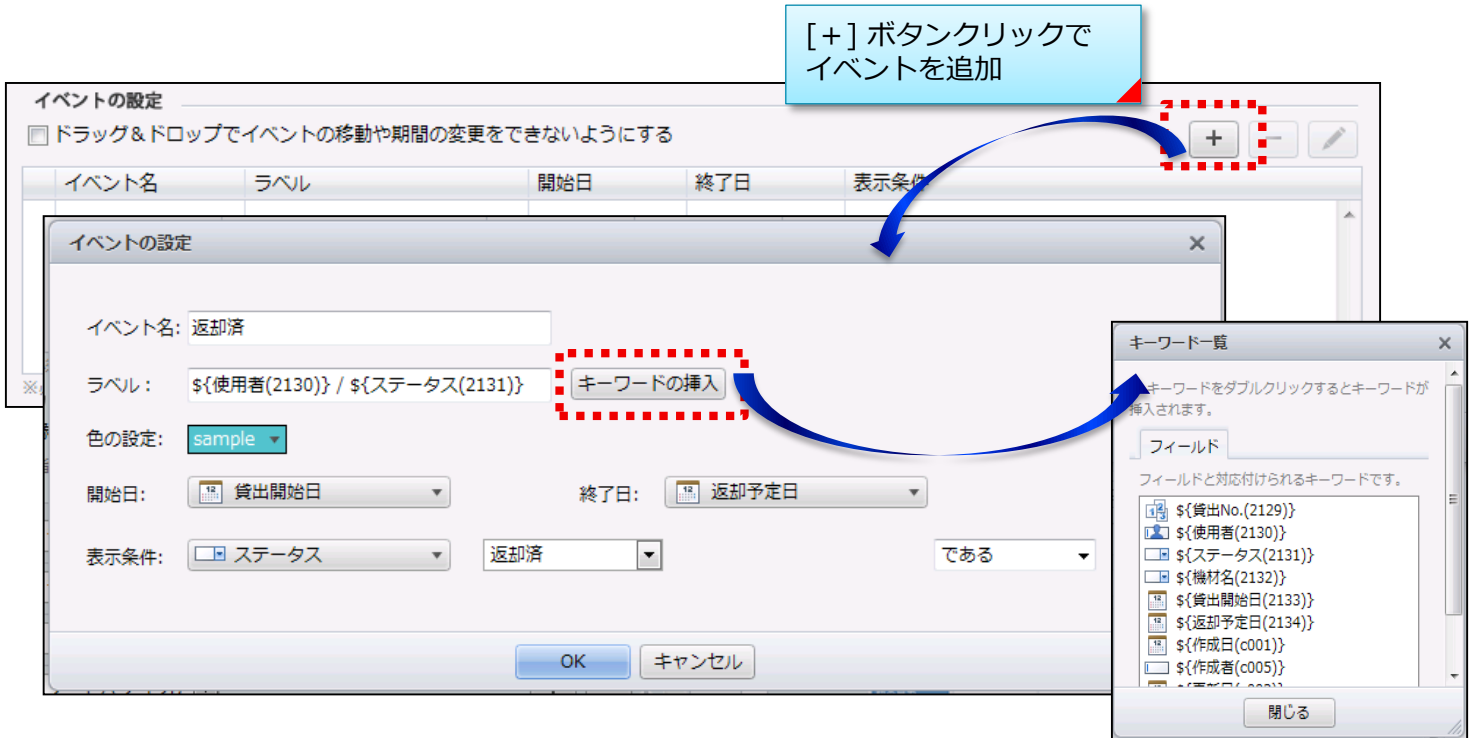 [+] ボタンクリックで
イベントを追加
イベントの設定
ドラッグ&ドロップでイベントの移動や期間の変更をできないようにする
+ −
イベント名 ラベル 開始日 終了日 表示条件
イベントの設定 ×
イベント名: 返却済
ラベル : ${使用者(2130)} / ${ステータス(2131)} キーワードの挿入
色の設定: sample
開始日: 貸出開始日 終了日: 返却予定日
表示条件: ステータス 返却済 である
OK キャンセル
キーワード一覧 ×
キーワードをダブルクリックするとキーワードが
挿入されます。
フィールド
フィールドと対応付けられるキーワードです。
${貸出No.(2129)}
${使用者(2130)}
${ステータス(2131)}
${機材名(2132)}
${貸出開始日(2133)}
${返却予定日(2134)}
${作成日(c001)}
${作成者(c005)}
閉じる